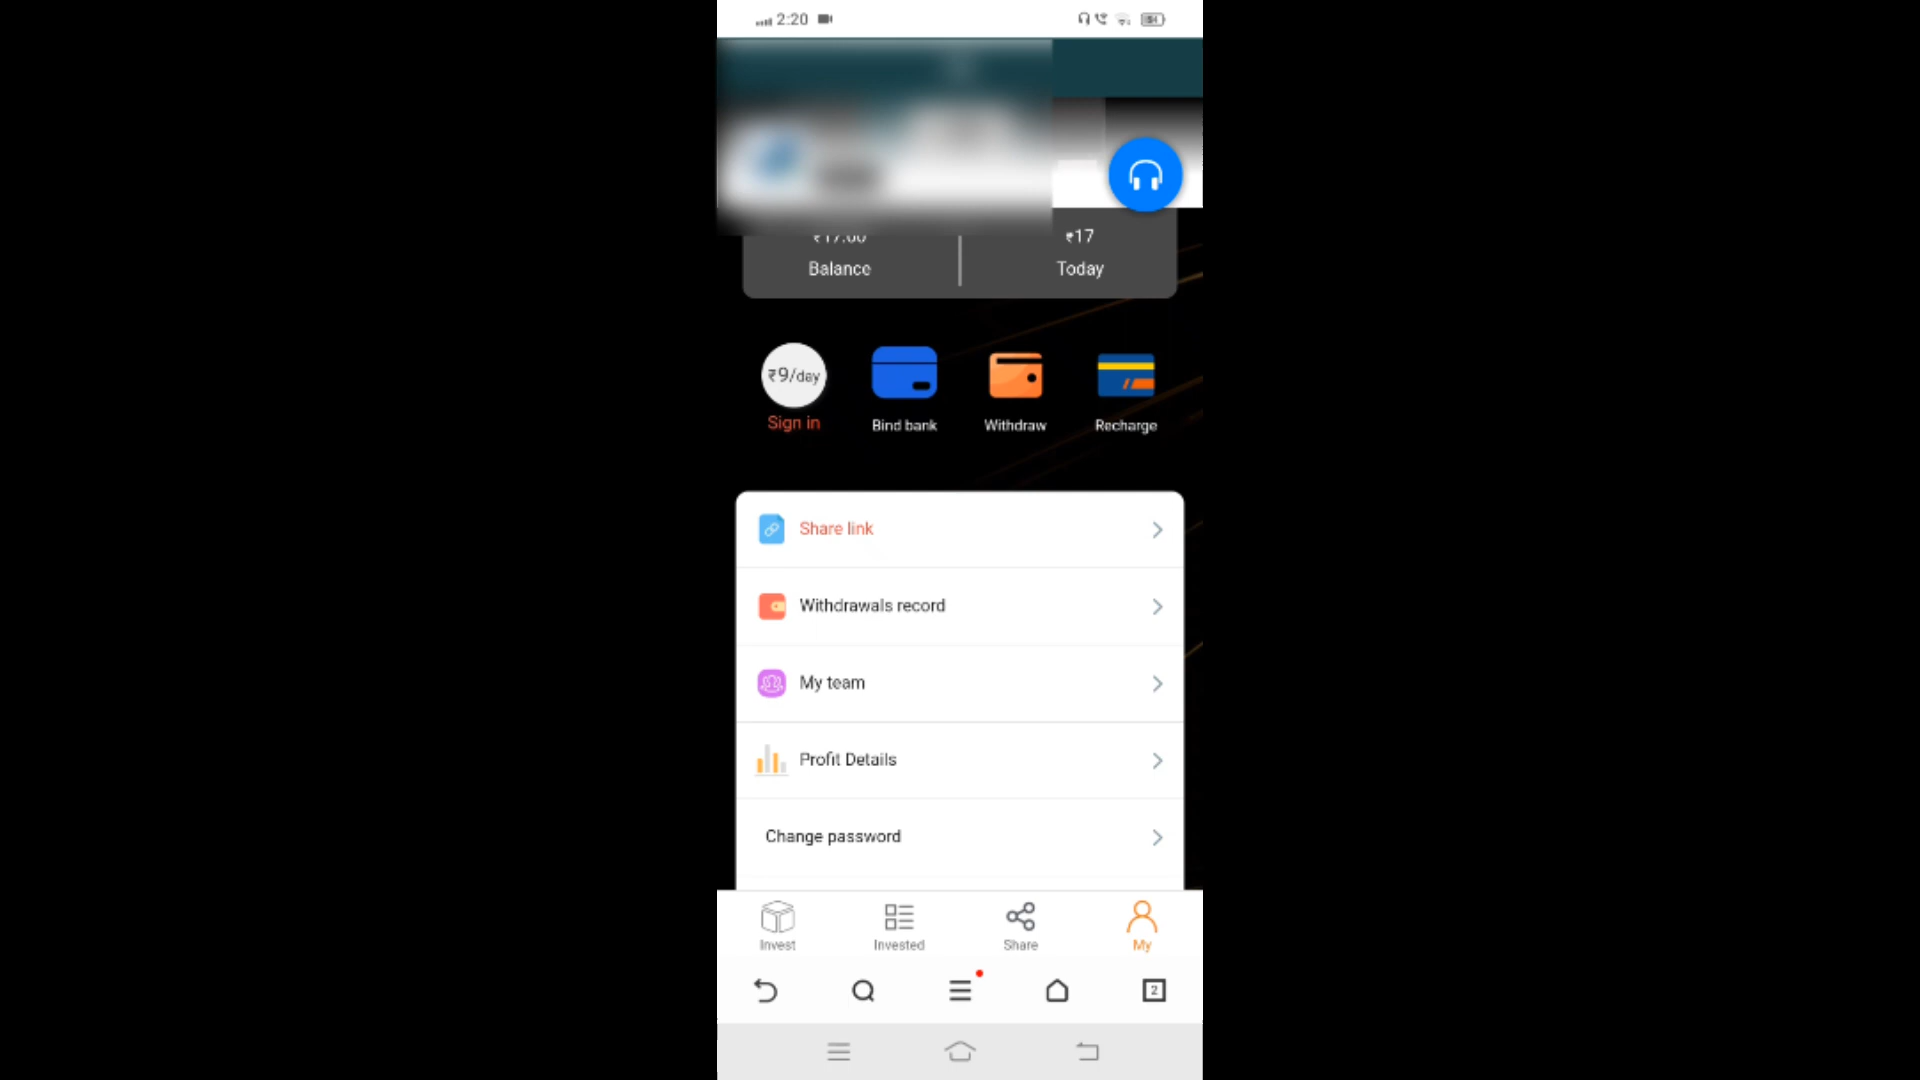 2:20
₹17.00
₹17
Balance
Today
₹9/day
Sign in
Bind bank
Withdraw
Recharge
Share link
Withdrawals record
My team
Profit Details
Change password
Invest
Invested
Share
My
2